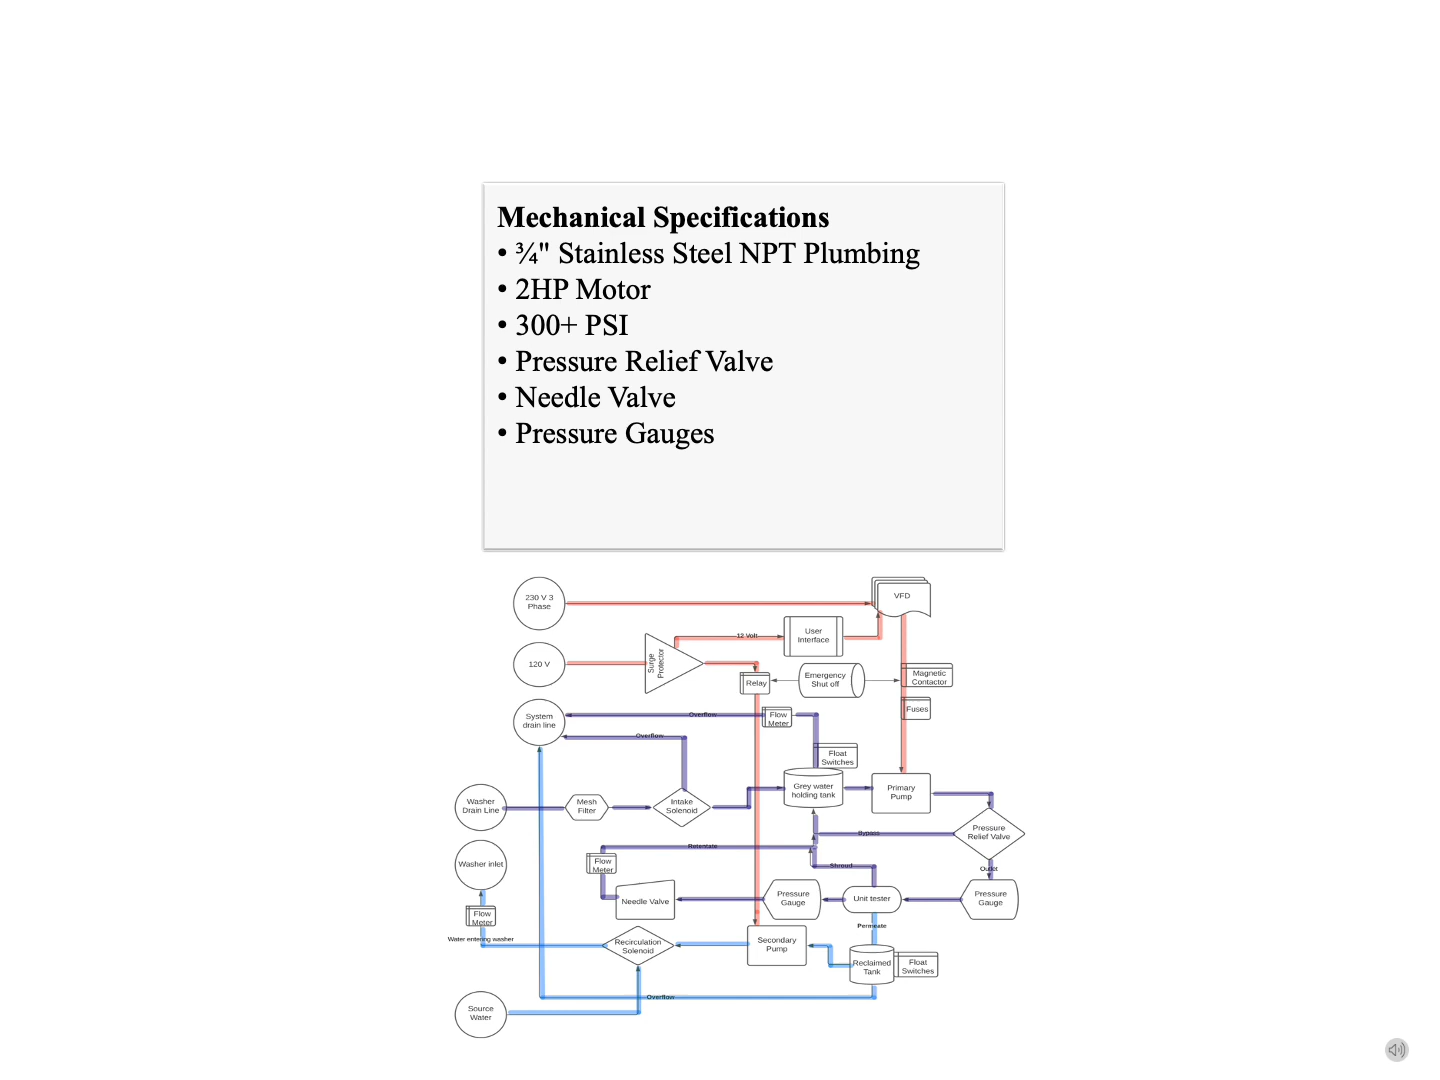 Mechanical Specifications
• ¾" Stainless Steel NPT Plumbing
• 2HP Motor
• 300+ PSI
• Pressure Relief Valve
• Needle Valve
• Pressure Gauges
230 V 3
Phase
VFD
12 Volt
User
Interface
120 V
Surge
Protector
Relay
Emergency
Shut off
Magnetic
Contactor
Fuses
System
drain line
Overflow
Flow
Meter
Overflow
Float
Switches
Washer
Drain Line
Mesh
Filter
Intake
Solenoid
Grey water
holding tank
Primary
Pump
Pressure
Relief Valve
Bypass
Retentate
Shroud
Outlet
Washer inlet
Flow
Meter
Needle Valve
Pressure
Gauge
Unit tester
Pressure
Gauge
Flow
Meter
Permeate
Water entering washer
Recirculation
Solenoid
Secondary
Pump
Reclaimed
Tank
Float
Switches
Overflow
Source
Water